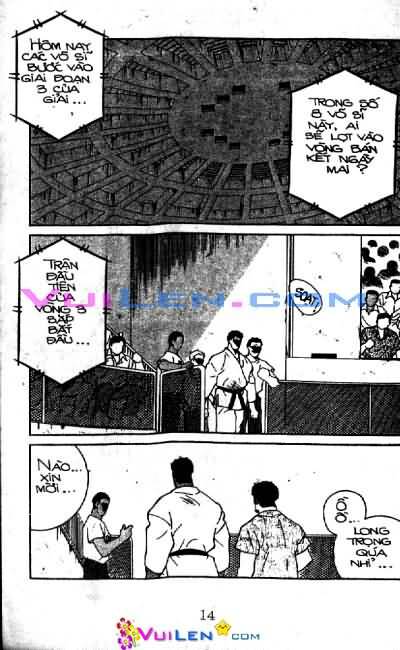 HÔM NAY,
CÁC VÕ SĨ
BƯỚC VÀO
GIAI ĐOẠN
3 CỦA
GIẢI...
TRONG SỐ
8 VÕ SĨ
NÀY, AI
SẼ LỌT VÀO
VÒNG BÁN
KẾT NGÀY
MAI ?
TRẬN
ĐẤU
TIÊN
CỦA
VÒNG 3
SẮP
BẮT
ĐẦU...
SOẠT
VUILEN.COM
NÀO...
XIN
MỜI...
Ồ
Ồ...
LONG
TRỌNG
QUÁ
NHỈ...
14
VUILEN.COM